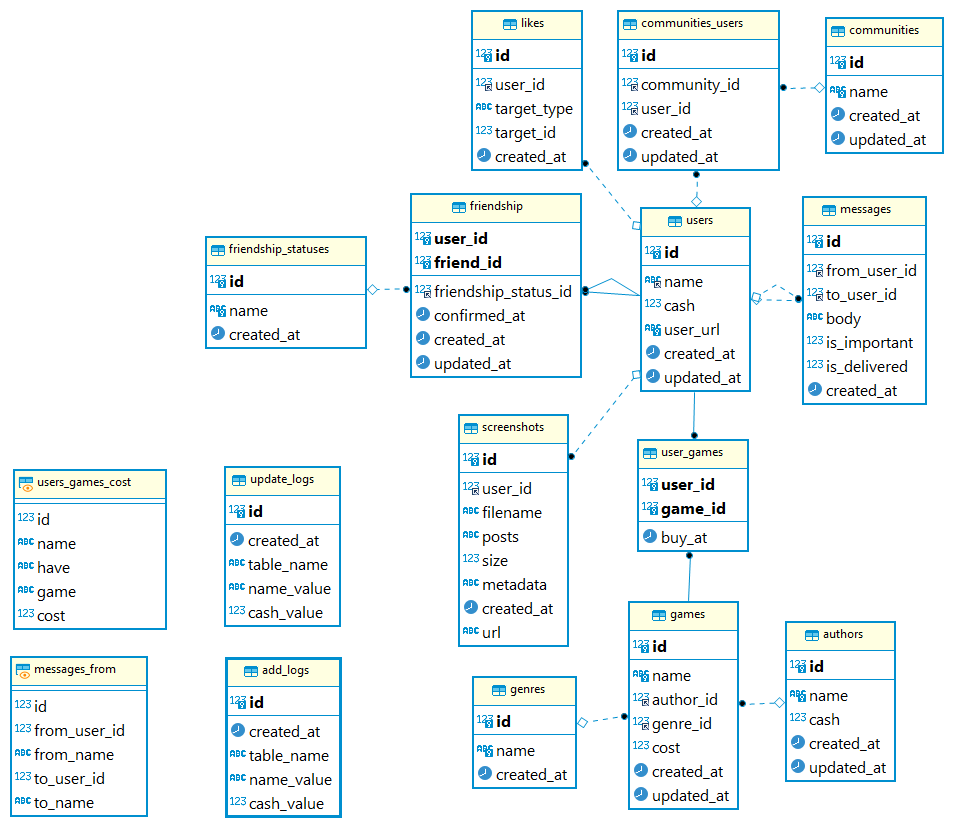 likes
id
user_id
target_type
target_id
created_at
communities_users
id
community_id
user_id
created_at
updated_at
communities
id
name
created_at
updated_at
friendship_statuses
id
name
created_at
friendship
user_id
friend_id
friendship_status_id
confirmed_at
created_at
updated_at
users
id
name
cash
user_url
created_at
updated_at
messages
id
from_user_id
to_user_id
body
is_important
is_delivered
created_at
screenshots
id
user_id
filename
posts
size
metadata
created_at
url
user_games
user_id
game_id
buy_at
users_games_cost
id
name
have
game
cost
update_logs
id
created_at
table_name
name_value
cash_value
messages_from
id
from_user_id
from_name
to_user_id
to_name
add_logs
id
created_at
table_name
name_value
cash_value
genres
id
name
created_at
games
id
name
author_id
genre_id
cost
created_at
updated_at
authors
id
name
cash
created_at
updated_at